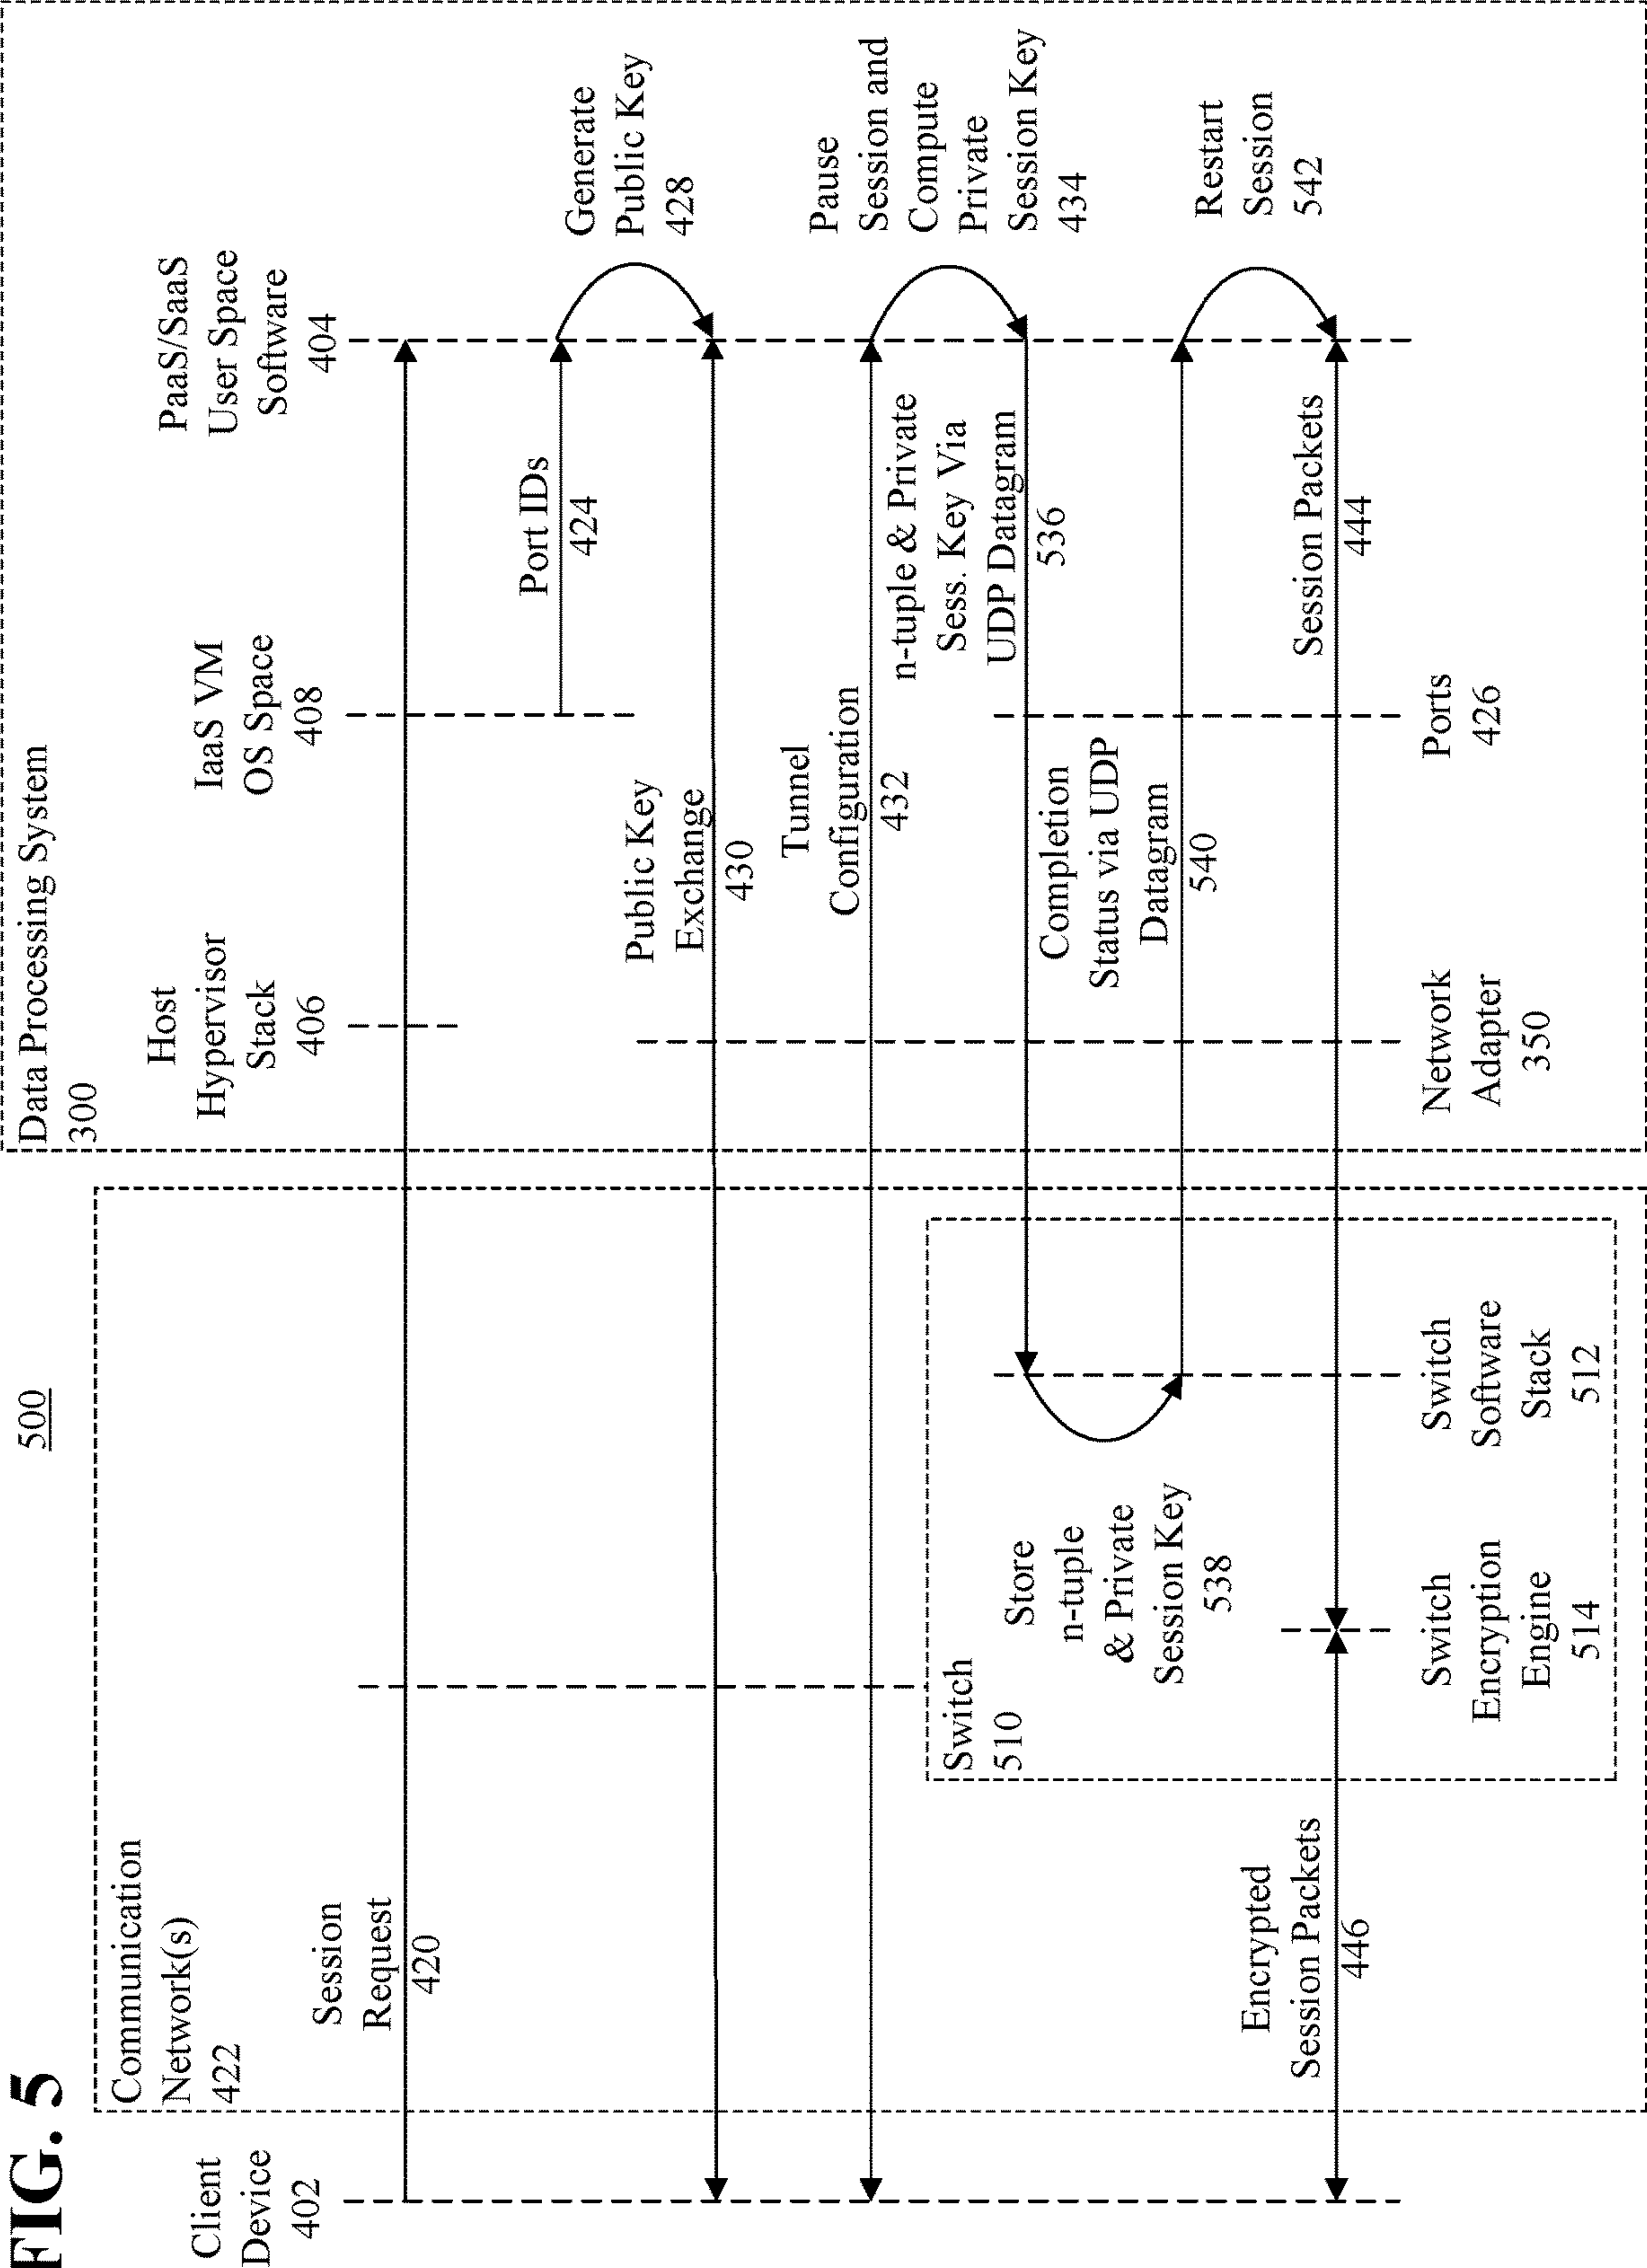 FIG. 5
500
Client
Device
402
Communication
Network(s)
422
Data Processing System
300
Host
Hypervisor
Stack
406
IaaS VM
OS Space
408
PaaS/SaaS
User Space
Software
404
Session
Request
420
Port IDs
424
Generate
Public Key
428
Public Key
Exchange
430
Tunnel
Configuration
432
Pause
Session and
Compute
Private
Session Key
434
n-tuple & Private
Sess. Key Via
UDP Datagram
536
Switch
510
Store
n-tuple
& Private
Session Key
538
Completion
Status via UDP
Datagram
540
Restart
Session
542
Encrypted
Session Packets
446
Session Packets
444
Switch
Encryption
Engine
514
Switch
Software
Stack
512
Network
Adapter
350
Ports
426